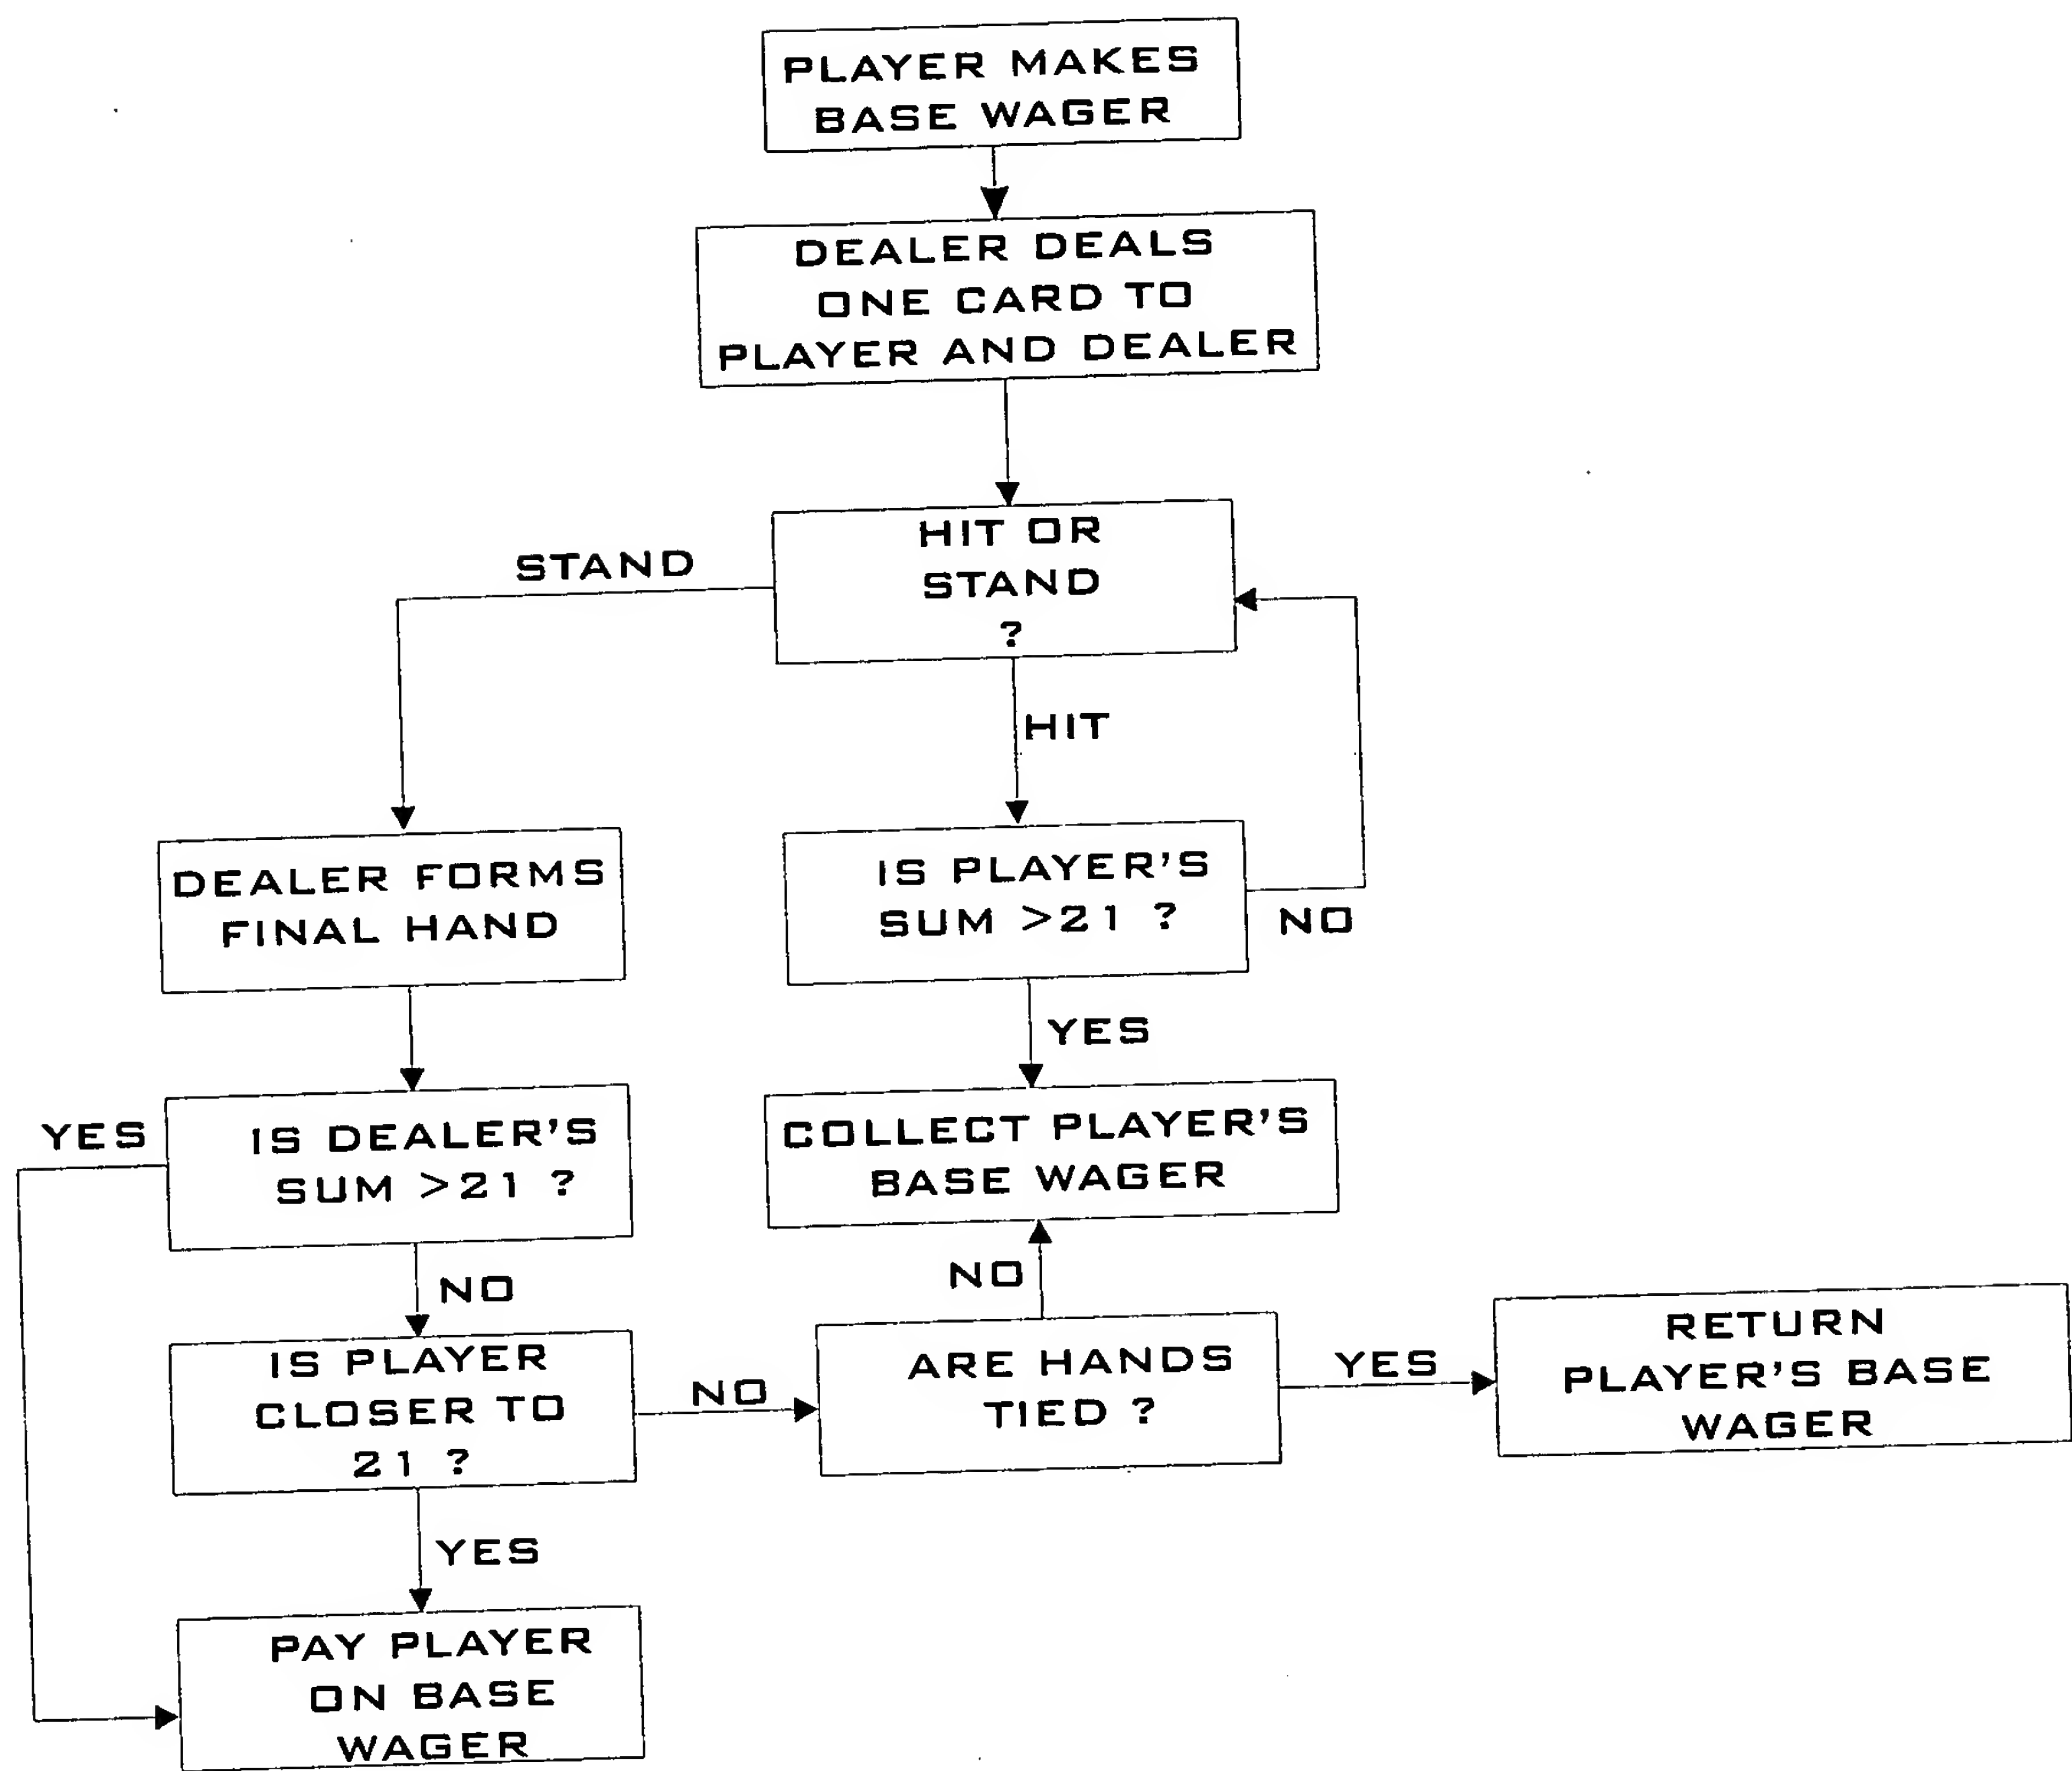 PLAYER MAKES
BASE WAGER
DEALER DEALS
ONE CARD TO
PLAYER AND DEALER
HIT OR
STAND
?
STAND
HIT
IS PLAYER'S
SUM >21 ?
NO
DEALER FORMS
FINAL HAND
YES
COLLECT PLAYER'S
BASE WAGER
YES
IS DEALER'S
SUM >21 ?
NO
NO
IS PLAYER
CLOSER TO
21 ?
NO
ARE HANDS
TIED ?
YES
RETURN
PLAYER'S BASE
WAGER
YES
PAY PLAYER
ON BASE
WAGER